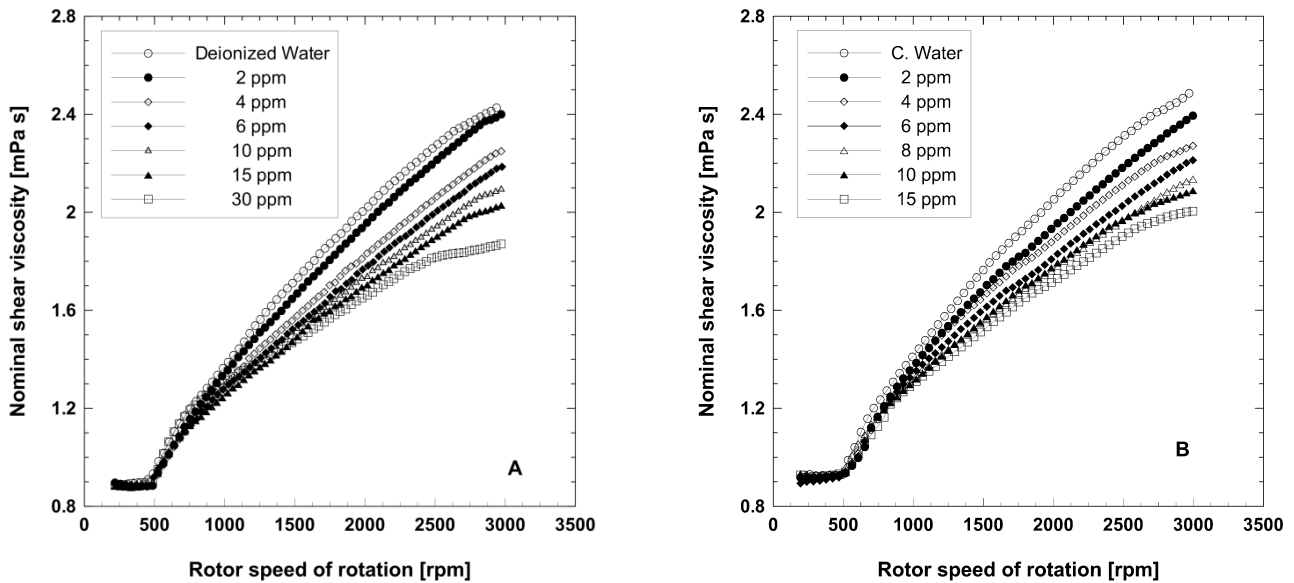 Nominal shear viscosity [mPa s]
2.8
2.4
2
1.6
1.2
0.8
Deionized Water
2 ppm
4 ppm
6 ppm
10 ppm
15 ppm
30 ppm
A
0 500 1000 1500 2000 2500 3000 3500
Rotor speed of rotation [rpm]
Nominal shear viscosity [mPa s]
2.8
2.4
2
1.6
1.2
0.8
C. Water
2 ppm
4 ppm
6 ppm
8 ppm
10 ppm
15 ppm
B
0 500 1000 1500 2000 2500 3000 3500
Rotor speed of rotation [rpm]